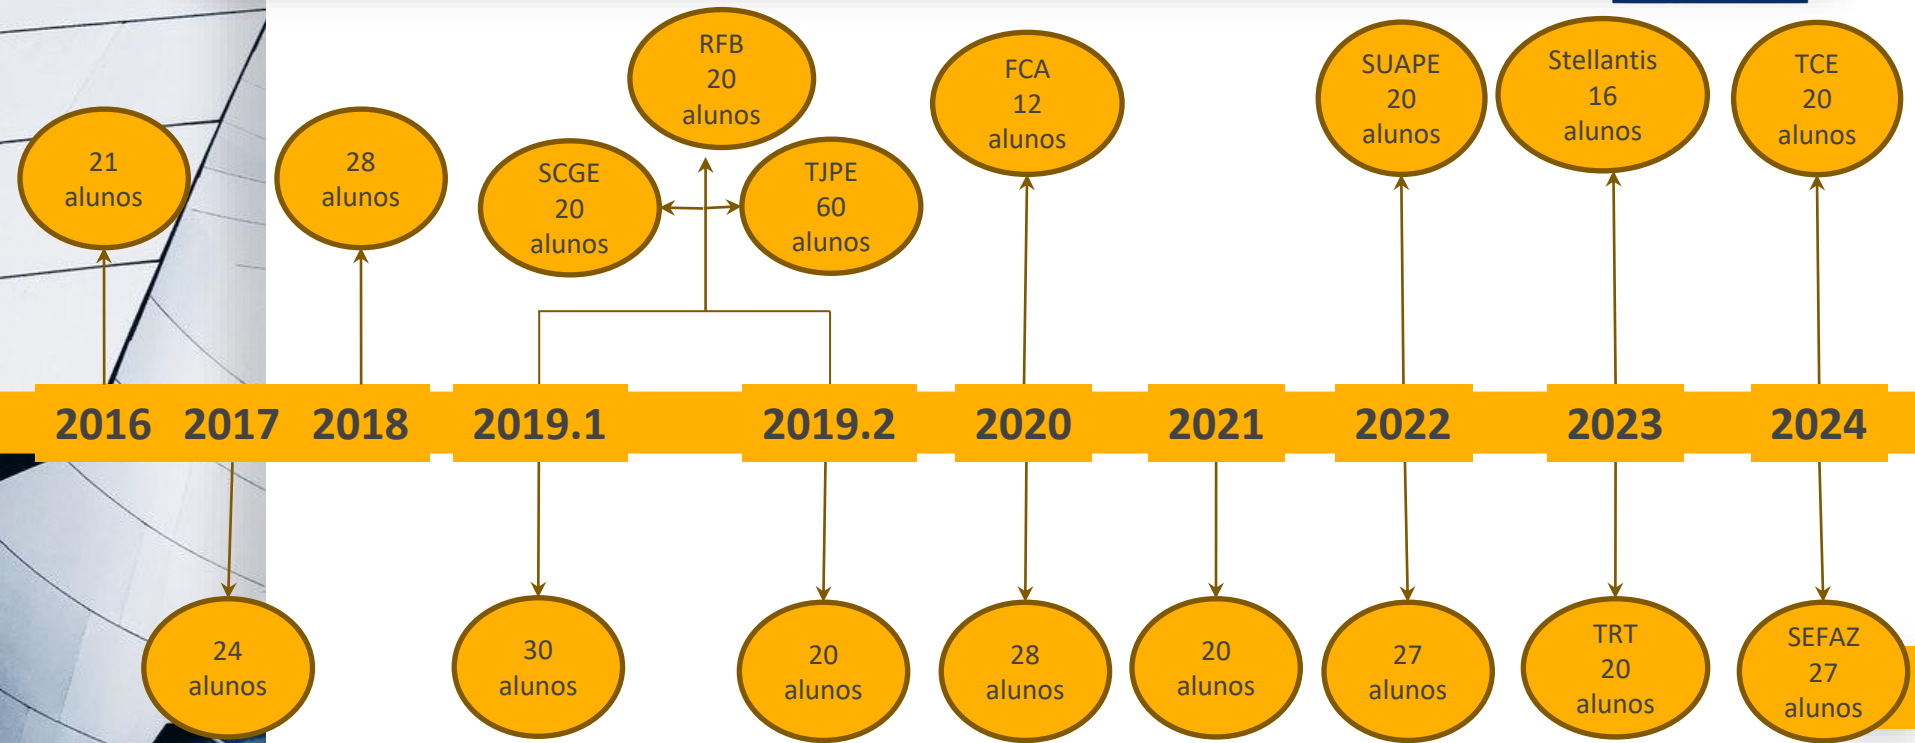 RFB
20
alunos
FCA
12
alunos
SUAPE
20
alunos
Stellantis
16
alunos
TCE
20
alunos
21
alunos
28
alunos
SCGE
20
alunos
TJPE
60
alunos
2016 2017 2018 2019.1 2019.2 2020 2021 2022 2023 2024
24
alunos
30
alunos
20
alunos
28
alunos
20
alunos
27
alunos
TRT
20
alunos
SEFAZ
27
alunos